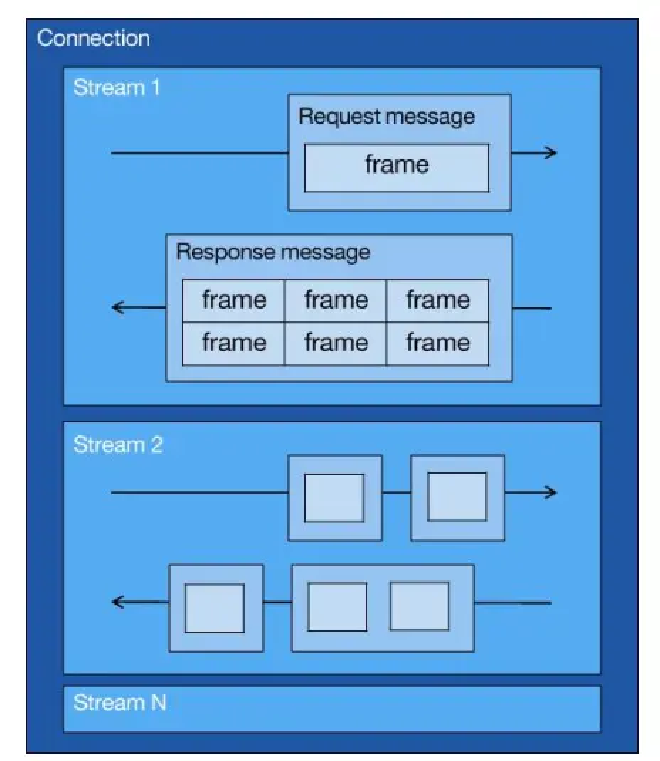 Connection
Stream 1
Request message
frame
Response message
frame frame frame
frame frame frame
Stream 2
Stream N